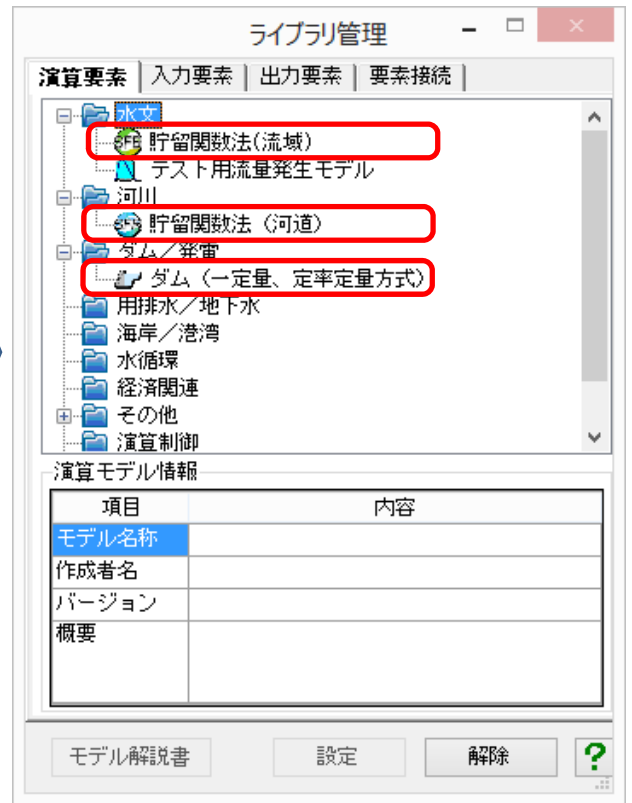 ライブラリ管理
演算要素 入力要素 出力要素 要素接続
水文
SFB 貯留関数法(流域)
テスト用流量発生モデル
河川
貯留関数法（河道）
ダム／発電
ダム（一定量、定率定量方式）
用排水／地下水
海岸／港湾
水循環
経済関連
その他
演算制御
演算モデル情報
項目 内容
モデル名称
作成者名
バージョン
概要
モデル解説書 設定 解除 ?